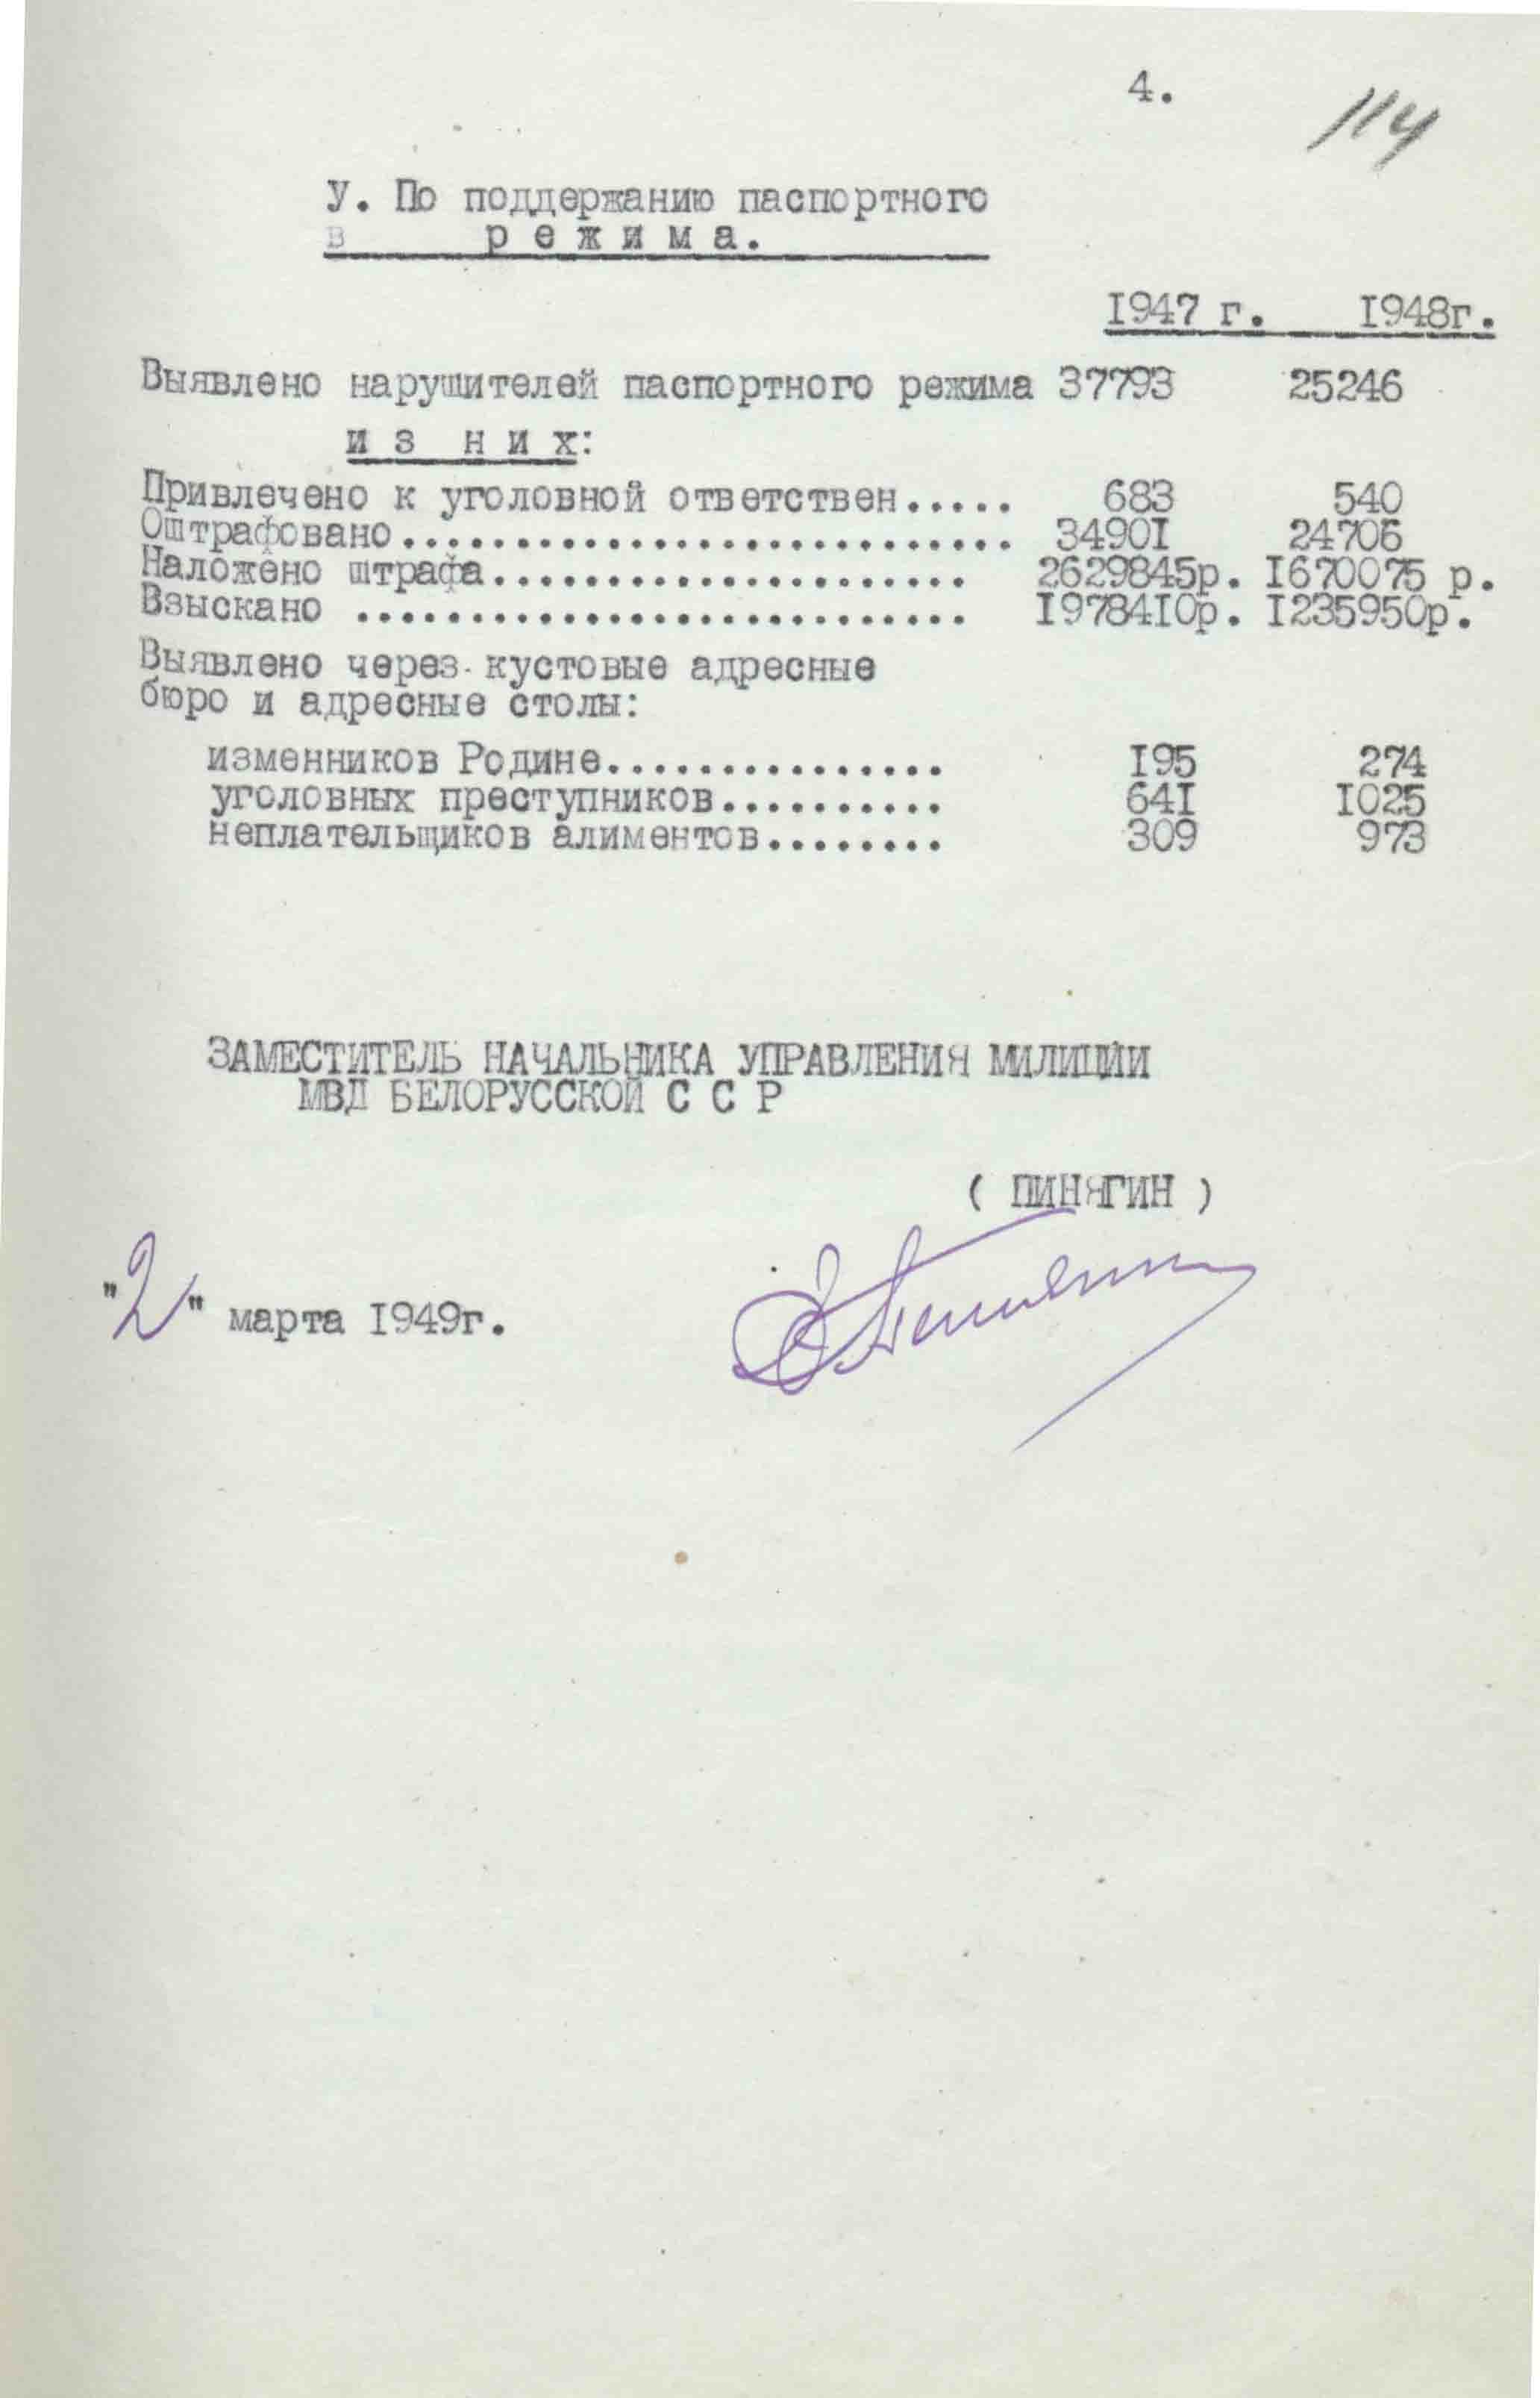 4.
114
У. По поддержанию паспортного
в режима.
1947 г. 1948г.
Выявлено нарушителей паспортного режима 37793 25246
из них:
Привлечено к уголовной ответствен..... 683 540
Оштрафовано........................... 34901 24706
Наложено штрафа..................... 2629845р. 1670075 р.
Взыскано ........................... 1978410р. 1235950р.
Выявлено через кустовые адресные
бюро и адресные столы:
изменников Родине............... 195 274
уголовных преступников.......... 641 1025
неплательщиков алиментов........ 309 973
ЗАМЕСТИТЕЛЬ НАЧАЛЬНИКА УПРАВЛЕНИЯ МИЛИЦИИ
МВД БЕЛОРУССКОЙ С С Р
( ПИНЯГИН )
"2" марта 1949г.